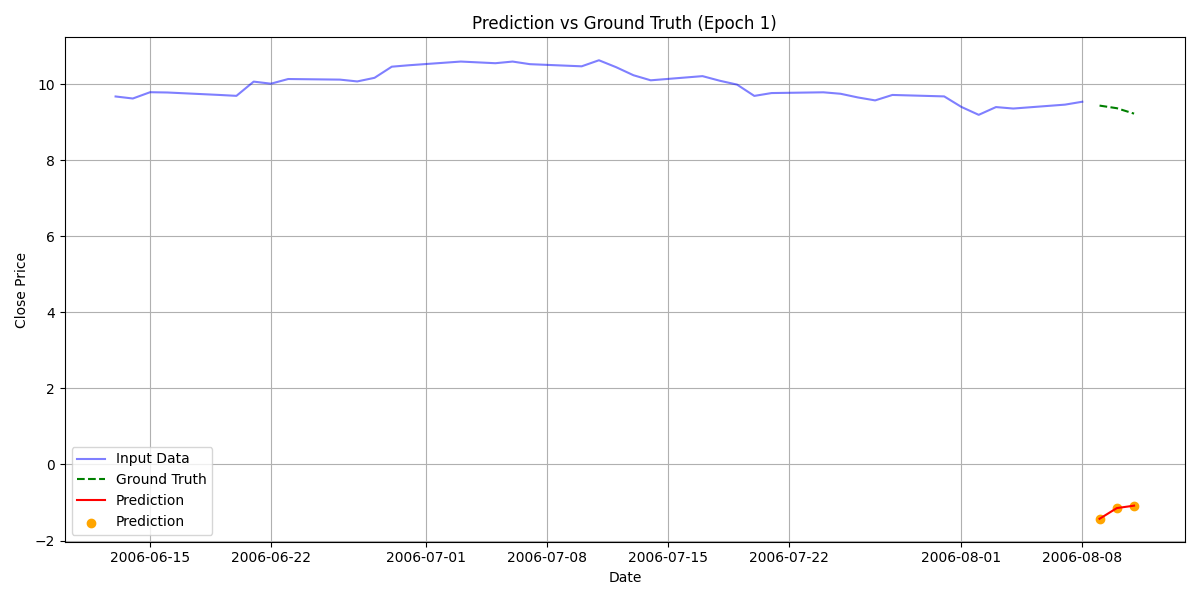 Prediction vs Ground Truth (Epoch 1)
Close Price
10
8
6
4
2
0
−2
Input Data
Ground Truth
Prediction
Prediction
2006-06-15
2006-06-22
2006-07-01
2006-07-08
2006-07-15
2006-07-22
2006-08-01
2006-08-08
Date